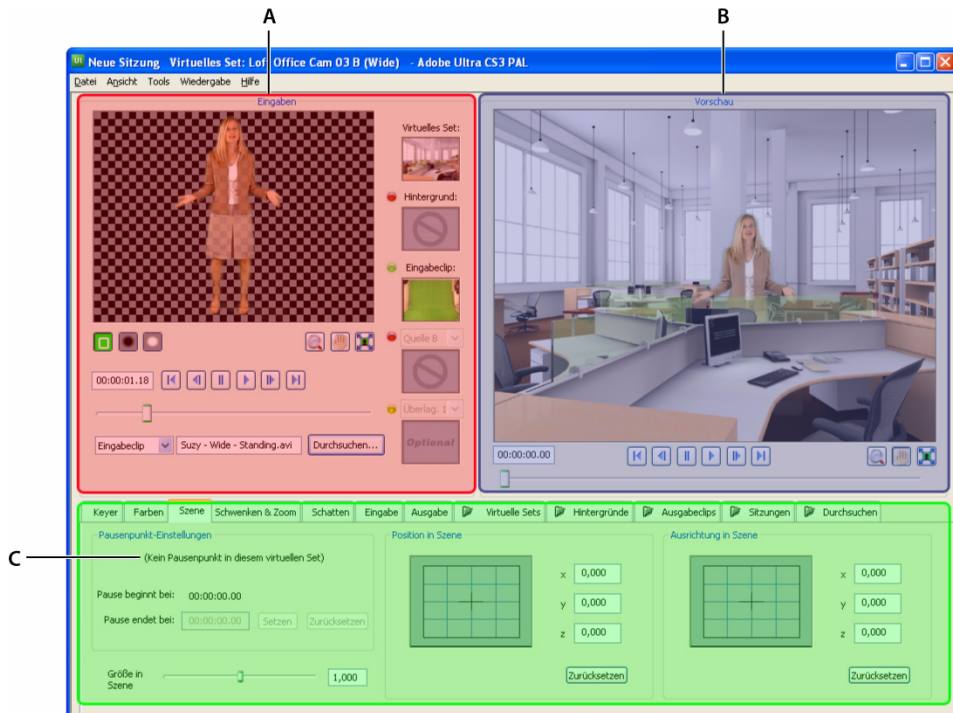 A
B
Neue Sitzung Virtuelles Set: Loft Office Cam 03 B (Wide) - Adobe Ultra CS3 PAL
Datei Ansicht Tools Wiedergabe Hilfe
Eingaben
Vorschau
Virtuelles Set:
Hintergrund:
Eingabeclip:
Quelle B
Überlag. 1
Optional
00:00:01.18
Eingabeclip Suzy - Wide - Standing.avi Durchsuchen...
00:00:00.00
Keyer Farben Szene Schwenken & Zoom Schatten Eingabe Ausgabe Virtuelle Sets Hintergründe Ausgabeclips Sitzungen Durchsuchen
Pausenpunkt-Einstellungen
C
(Kein Pausenpunkt in diesem virtuellen Set)
Pause beginnt bei: 00:00:00.00
Pause endet bei: 00:00:00.00 Setzen Zurücksetzen
Größe in Szene 1,000
Position in Szene
x 0,000
y 0,000
z 0,000
Zurücksetzen
Ausrichtung in Szene
x 0,000
y 0,000
z 0,000
Zurücksetzen